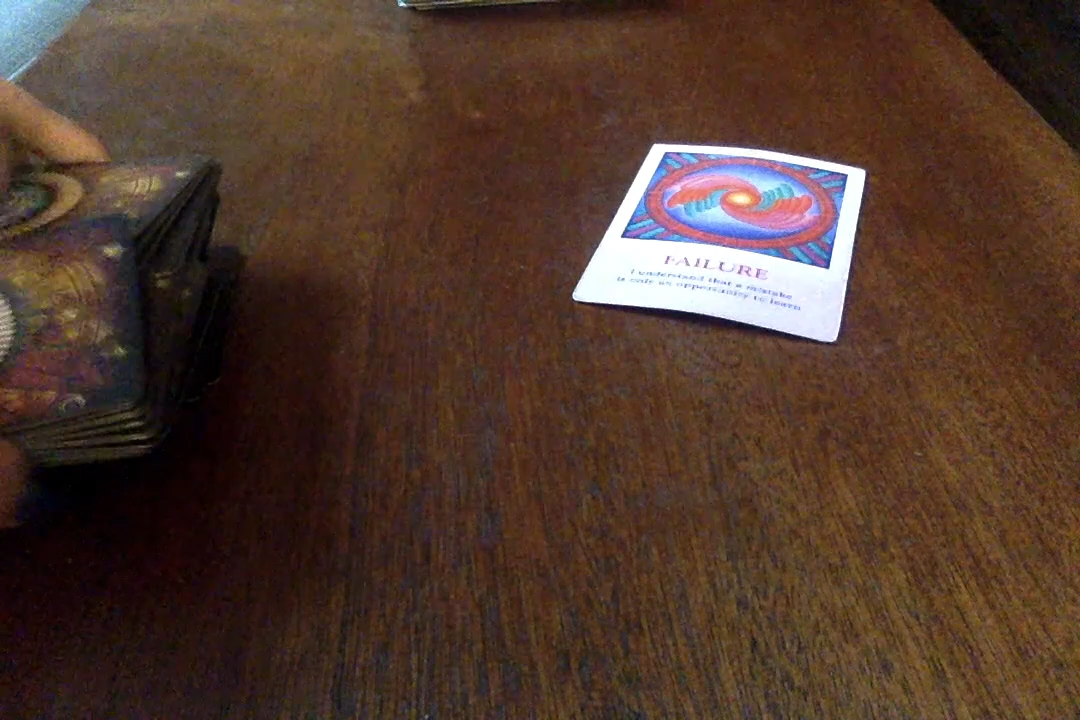 FAILURE
I understand that a mistake
is only an opportunity to learn